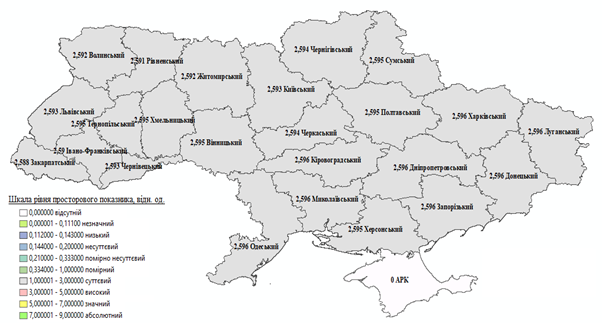 2,594 Чернігівський
2,595 Сумський
2,592 Волинський
2,591 Рівненський
2,592 Житомирський
2,593 Київський
2,593 Львівський
2,595 Тернопільський
2,595 Хмельницький
2,595 Полтавський
2,596 Харківський
2,596 Луганський
2,594 Черкаський
2,595 Вінницький
2,59 Івано-Франківський
2,588 Закарпатський
2,593 Чернівецький
2,596 Кіровоградський
2,596 Дніпропетровський
2,596 Донецький
2,596 Миколаївський
2,596 Запорізький
2,595 Херсонський
2,596 Одеський
0 АРК
Шкала рівня просторового показника, відн. од.
0,000000 відсутній
0,000001 - 0,11100 незначний
0,112000 - 0,143000 низький
0,144000 - 0,200000 несуттєвий
0,210000 - 0,333000 помірно несуттєвий
0,334000 - 1,000000 помірний
1,000001 - 3,000000 суттєвий
3,000001 - 5,000000 високий
5,000001 - 7,000000 значний
7,000001 - 9,000000 абсолютний